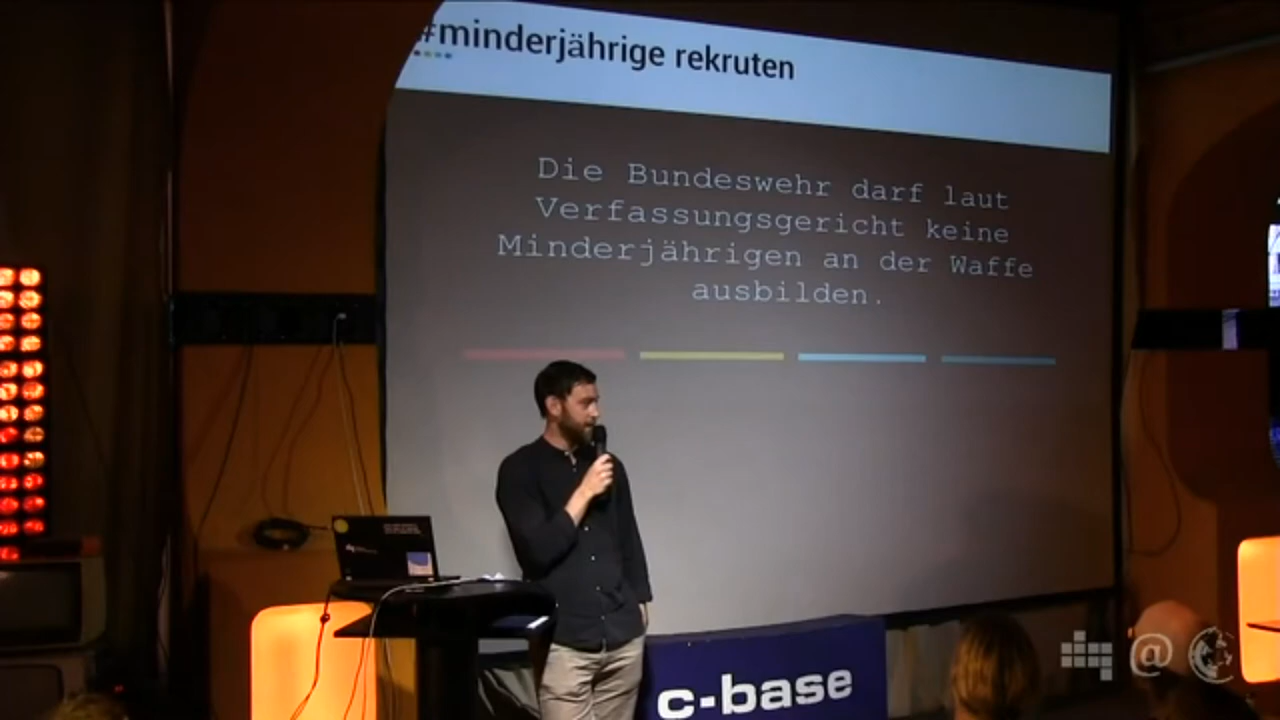 #minderjährige rekruten
Die Bundeswehr darf laut
Verfassungsgericht keine
Minderjährigen an der Waffe
ausbilden.
c-base
@